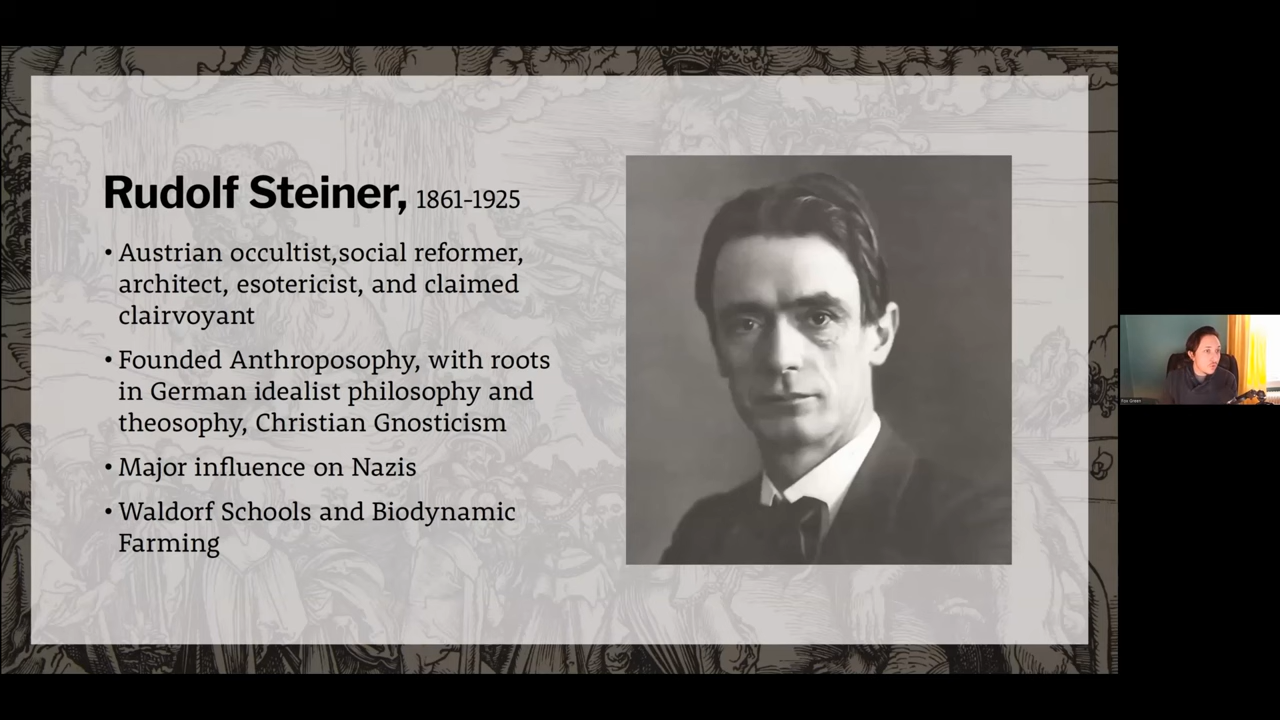 Rudolf Steiner, 1861-1925
• Austrian occultist,social reformer,
architect, esotericist, and claimed
clairvoyant
• Founded Anthroposophy, with roots
in German idealist philosophy and
theosophy, Christian Gnosticism
• Major influence on Nazis
• Waldorf Schools and Biodynamic
Farming